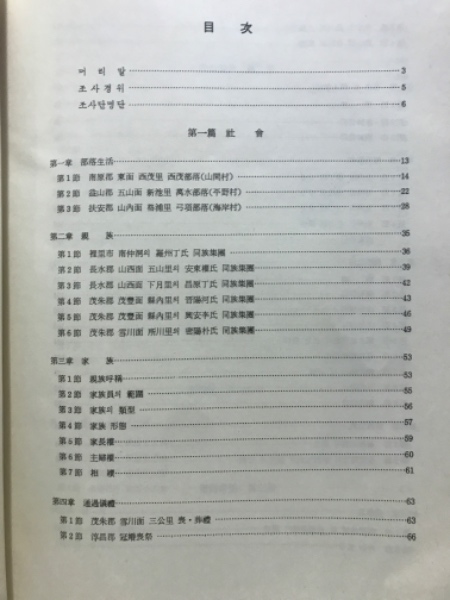 目 次
머 리 말 3
조사경위 5
조사단명단 6
第一篇 社 會
第一章 部落生活 13
第1節 南原郡 東面 西茂里 西茂部落(山間村) 14
第2節 益山郡 五山面 新地里 萬水部落(平野村) 22
第3節 扶安郡 山內面 格浦里 弓項部落(海岸村) 28
第二章 親 族 35
第1節 裡里市 南仲洞의 羅州丁氏 同族集團 36
第2節 長水郡 山西面 五山里의 安東權氏 同族集團 39
第3節 長水郡 山西面 下月里의 昌原丁氏 同族集團 42
第4節 茂朱郡 茂豊面 縣內里의 晋陽河氏 同族集團 43
第5節 茂朱郡 茂豊面 縣內里의 興安李氏 同族集團 46
第6節 茂朱郡 雪川面 所川里의 密陽朴氏 同族集團 49
第三章 家 族 53
第1節 親族呼稱 53
第2節 家族員의 範圍 55
第3節 家族의 類型 56
第4節 家族 形態 57
第5節 家長權 59
第6節 主婦權 60
第7節 相 續 61
第四章 通過儀禮 63
第1節 茂朱郡 雪川面 三公里 喪·葬禮 63
第2節 淳昌郡 冠婚喪祭 66